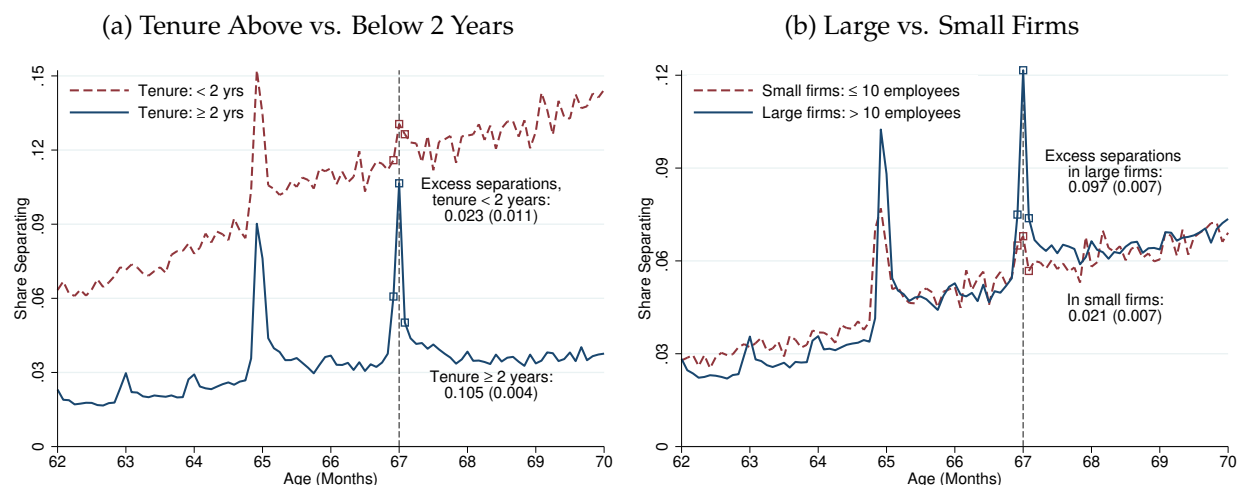 (a) Tenure Above vs. Below 2 Years
Share Separating
.15
.12
.09
.06
.03
0
Tenure: < 2 yrs
Tenure: ≥ 2 yrs
Excess separations,
tenure < 2 years:
0.023 (0.011)
Tenure ≥ 2 years:
0.105 (0.004)
62 63 64 65 66 67 68 69 70
Age (Months)
(b) Large vs. Small Firms
Share Separating
.12
.09
.06
.03
0
Small firms: ≤ 10 employees
Large firms: > 10 employees
Excess separations
in large firms:
0.097 (0.007)
In small firms:
0.021 (0.007)
62 63 64 65 66 67 68 69 70
Age (Months)